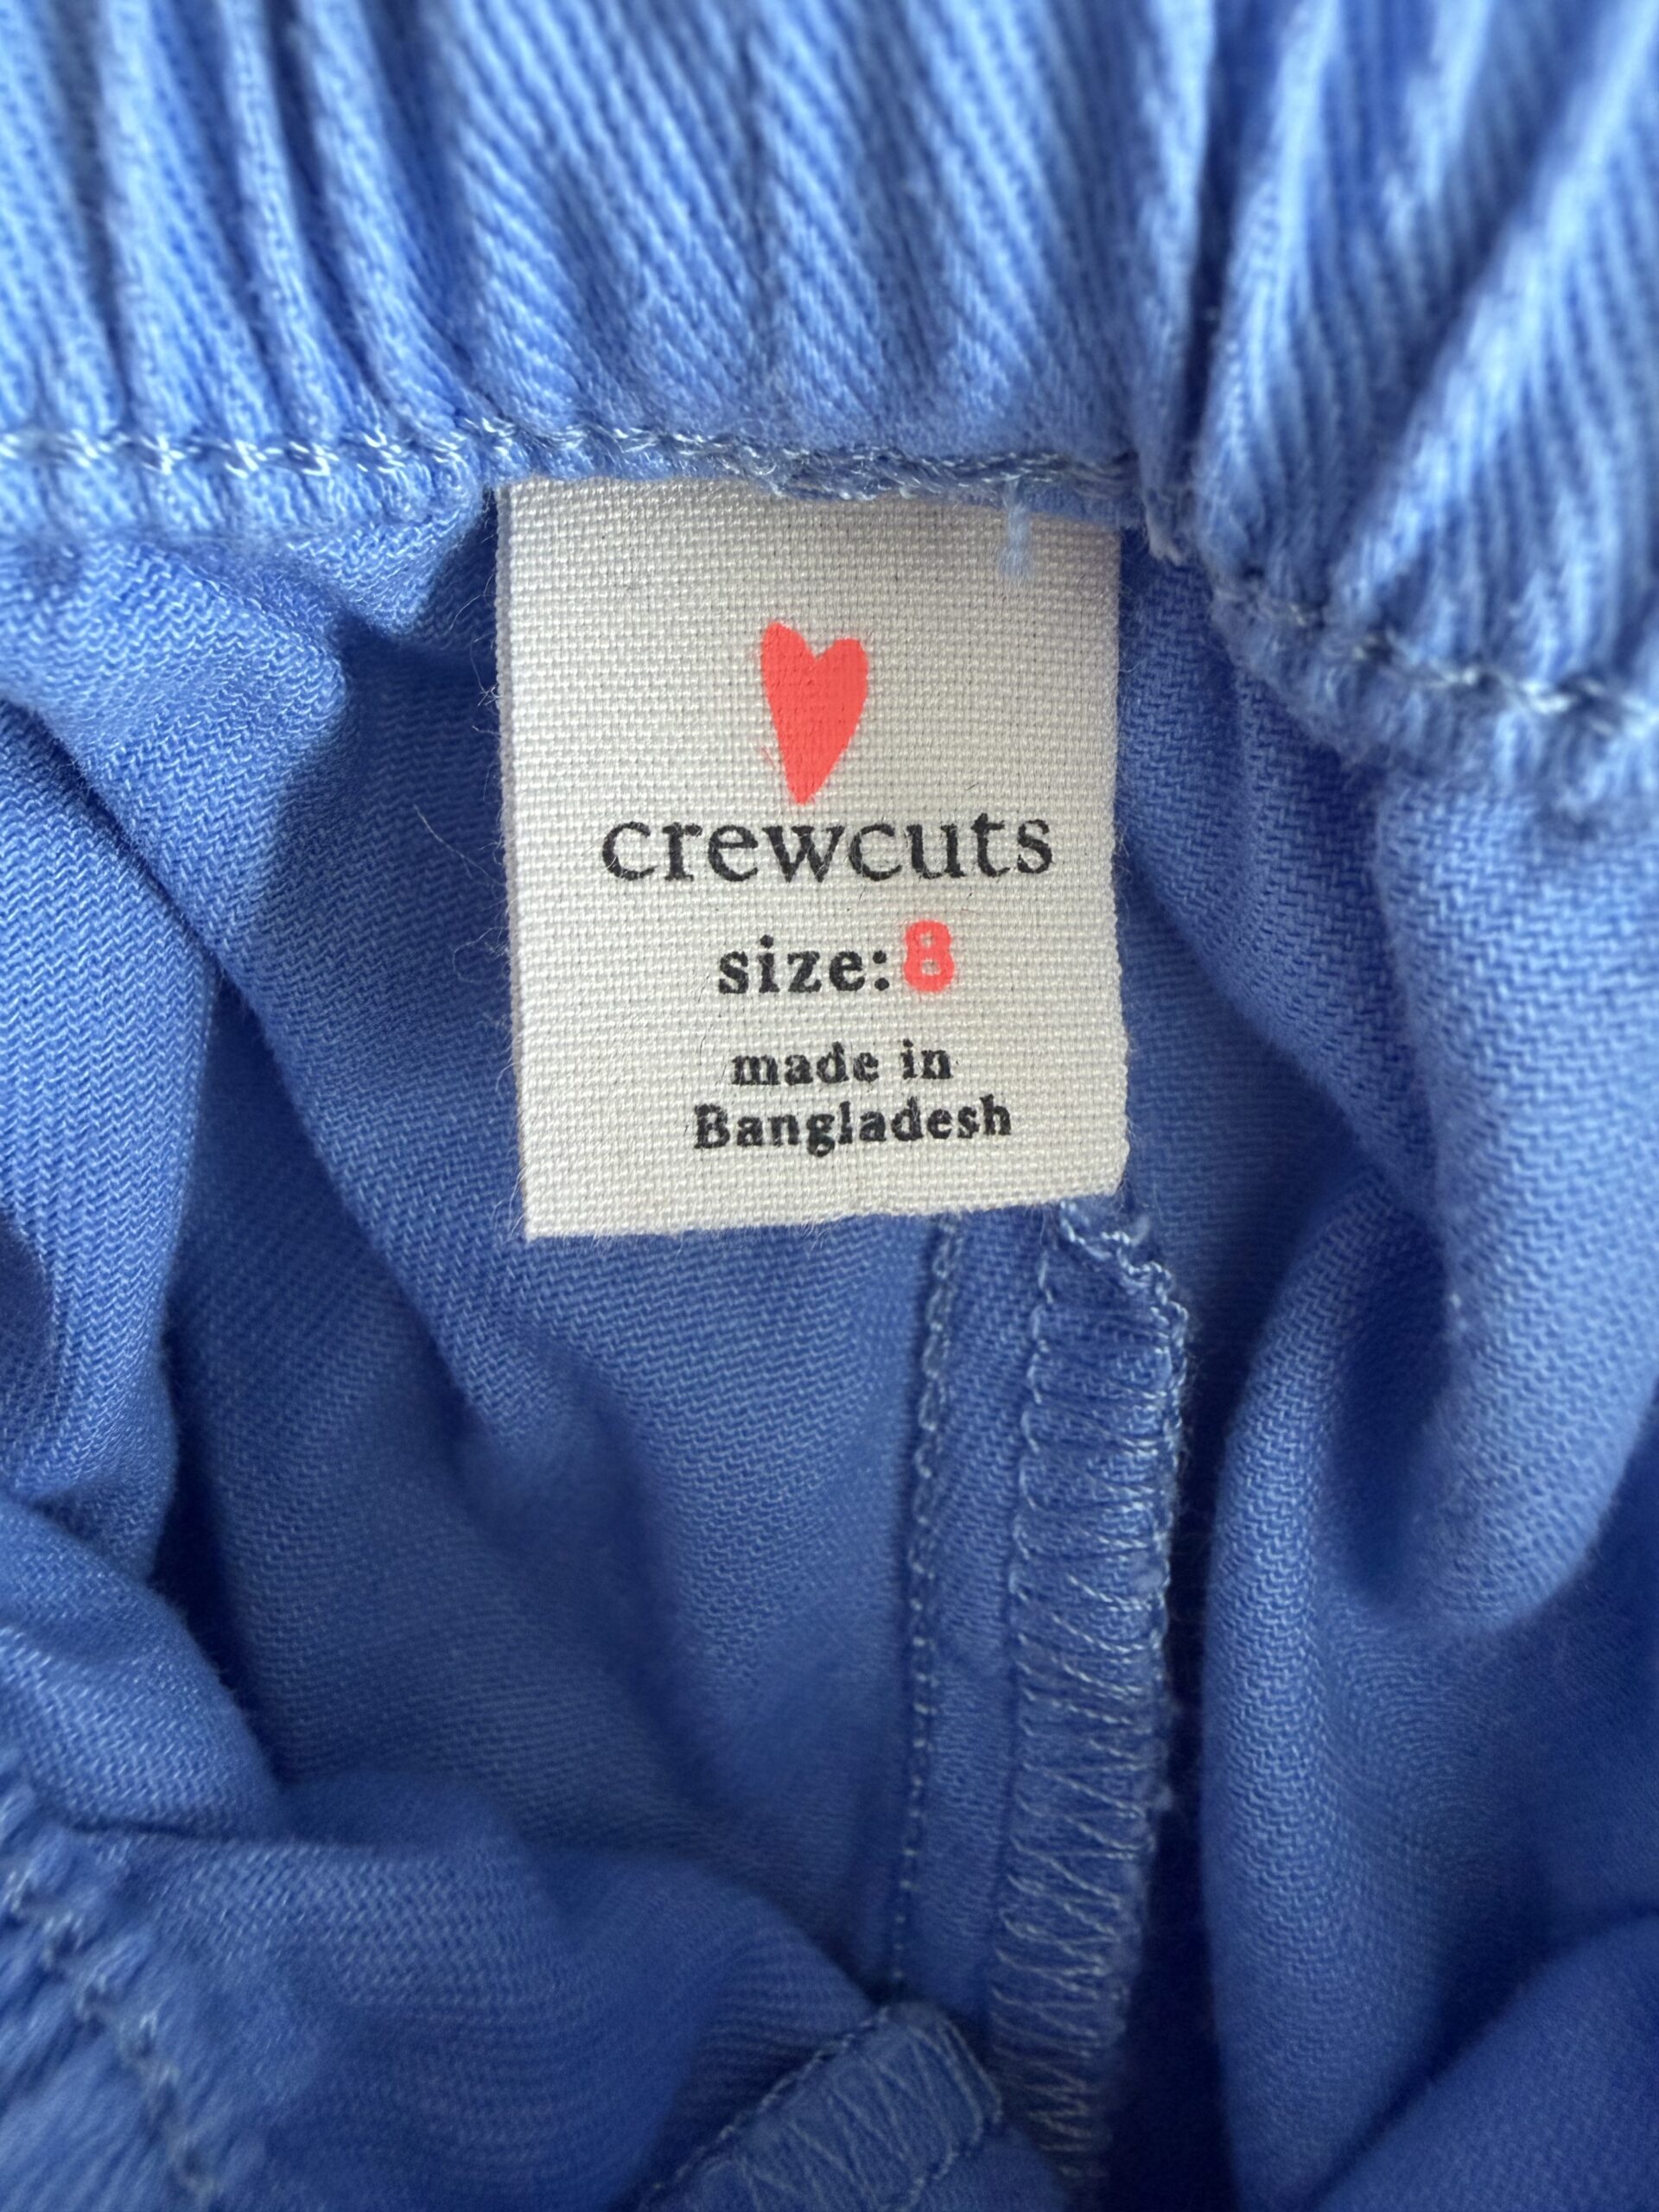 crewcuts
size: 8
made in
Bangladesh